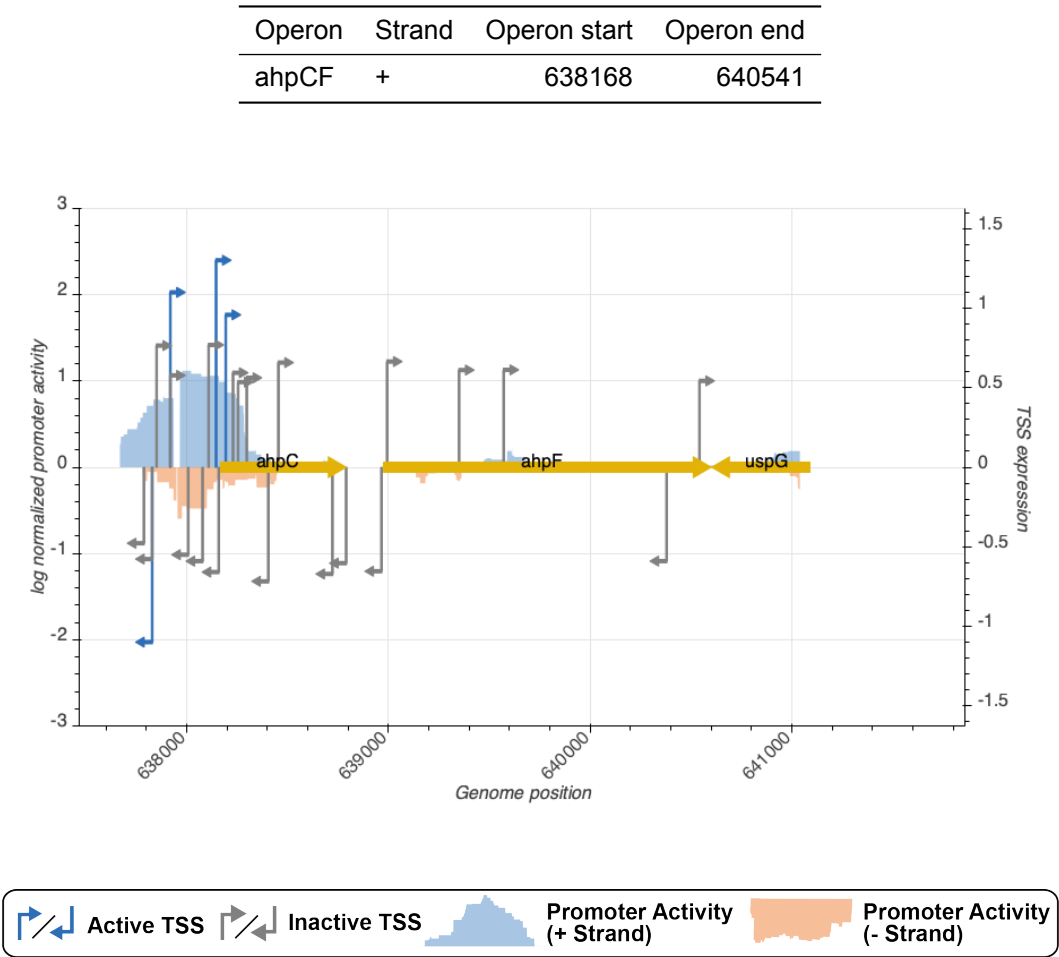 Operon Strand Operon start Operon end
ahpCF + 638168 640541
3
2
1
0
-1
-2
-3
log normalized promoter activity
1.5
1
0.5
0
-0.5
-1
-1.5
TSS expression
ahpC ahpF uspG
638000 639000 640000 641000
Genome position
Active TSS Inactive TSS Promoter Activity (+ Strand) Promoter Activity (- Strand)